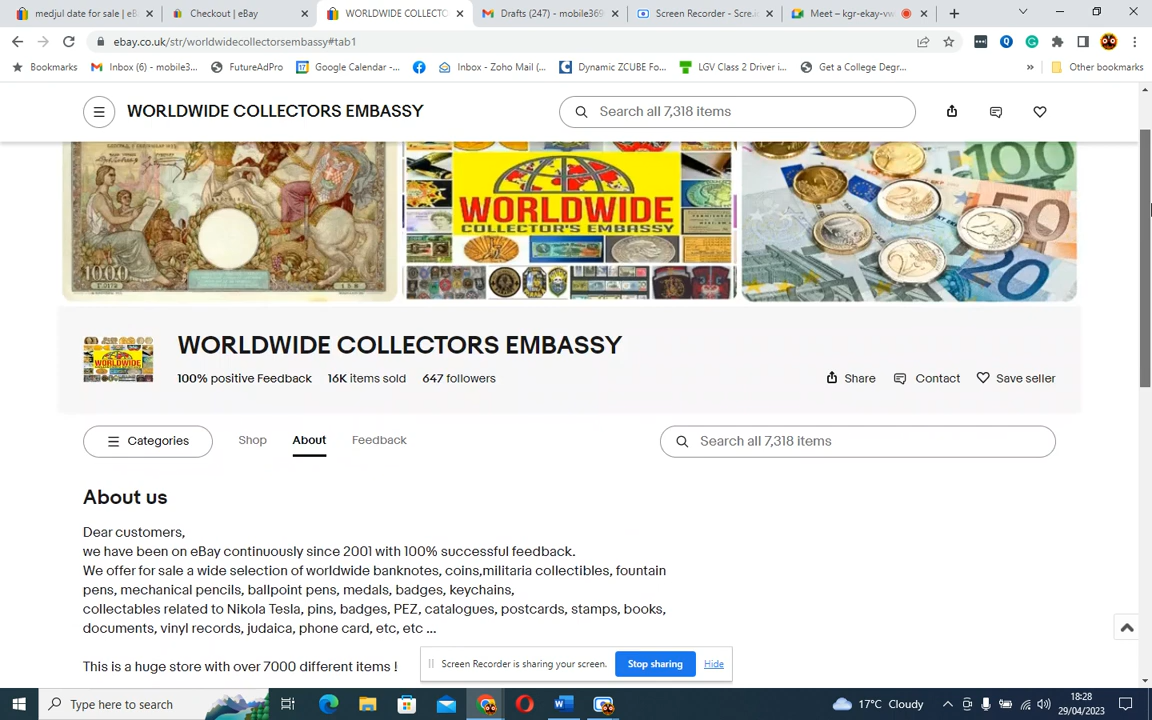 medjul date for sale | eB
Checkout | eBay
WORLDWIDE COLLECTO
Drafts (247) - mobile369
Screen Recorder - Scre
Meet – kgr-ekay-vw
ebay.co.uk/str/worldwidecollectorsembassy#tab1
Bookmarks
Inbox (6) - mobile3...
FutureAdPro
Google Calendar -...
Inbox - Zoho Mail (...
Dynamic ZCUBE Fo...
LGV Class 2 Driver i...
Get a College Degr...
»
Other bookmarks
WORLDWIDE COLLECTORS EMBASSY
Search all 7,318 items
1000
WORLDWIDE
COLLECTOR'S EMBASSY
100
50
20
WORLDWIDE COLLECTORS EMBASSY
100% positive Feedback 16K items sold 647 followers
Share Contact Save seller
Categories Shop About Feedback
Search all 7,318 items
About us
Dear customers,
we have been on eBay continuously since 2001 with 100% successful feedback.
We offer for sale a wide selection of worldwide banknotes, coins,militaria collectibles, fountain
pens, mechanical pencils, ballpoint pens, medals, badges, keychains,
collectables related to Nikola Tesla, pins, badges, PEZ, catalogues, postcards, stamps, books,
documents, vinyl records, judaica, phone card, etc, etc ...
This is a huge store with over 7000 different items !
Screen Recorder is sharing your screen. Stop sharing Hide
Type here to search
17°C Cloudy
18:28
29/04/2023